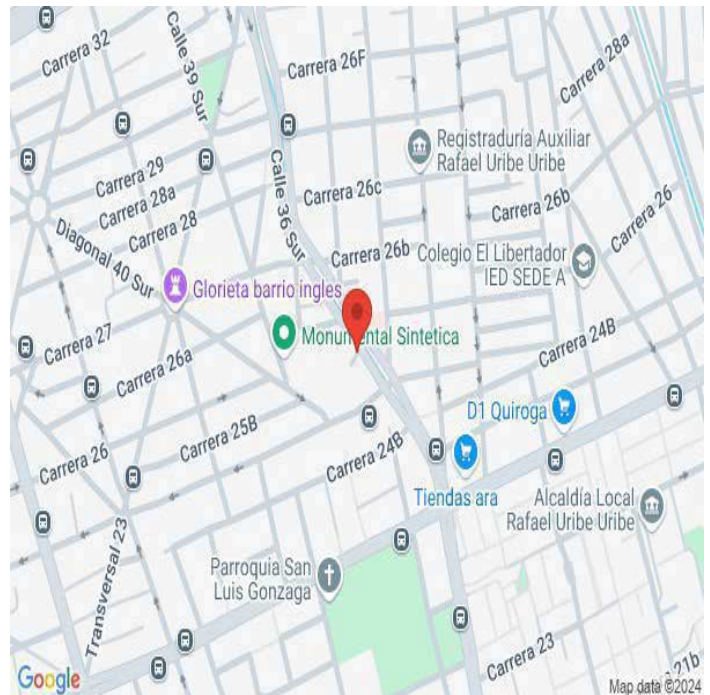 Carrera 32
Calle 39 Sur
Carrera 26F
Carrera 28a
Registraduría Auxiliar
Rafael Uribe Uribe
Carrera 29
Carrera 28a
Carrera 28
Calle 36 Sur
Carrera 26c
Carrera 26b
Carrera 26
Diagonal 40 Sur
Carrera 26b
Colegio El Libertador
IED SEDE A
Glorieta barrio ingles
Carrera 27
Carrera 26a
Monumental Sintetica
Carrera 24B
D1 Quiroga
Carrera 26
Carrera 25B
Carrera 24B
Tiendas ara
Alcaldía Local
Rafael Uribe Uribe
Transversal 23
Parroquia San
Luis Gonzaga
Carrera 23
21b
Google
Map data ©2024